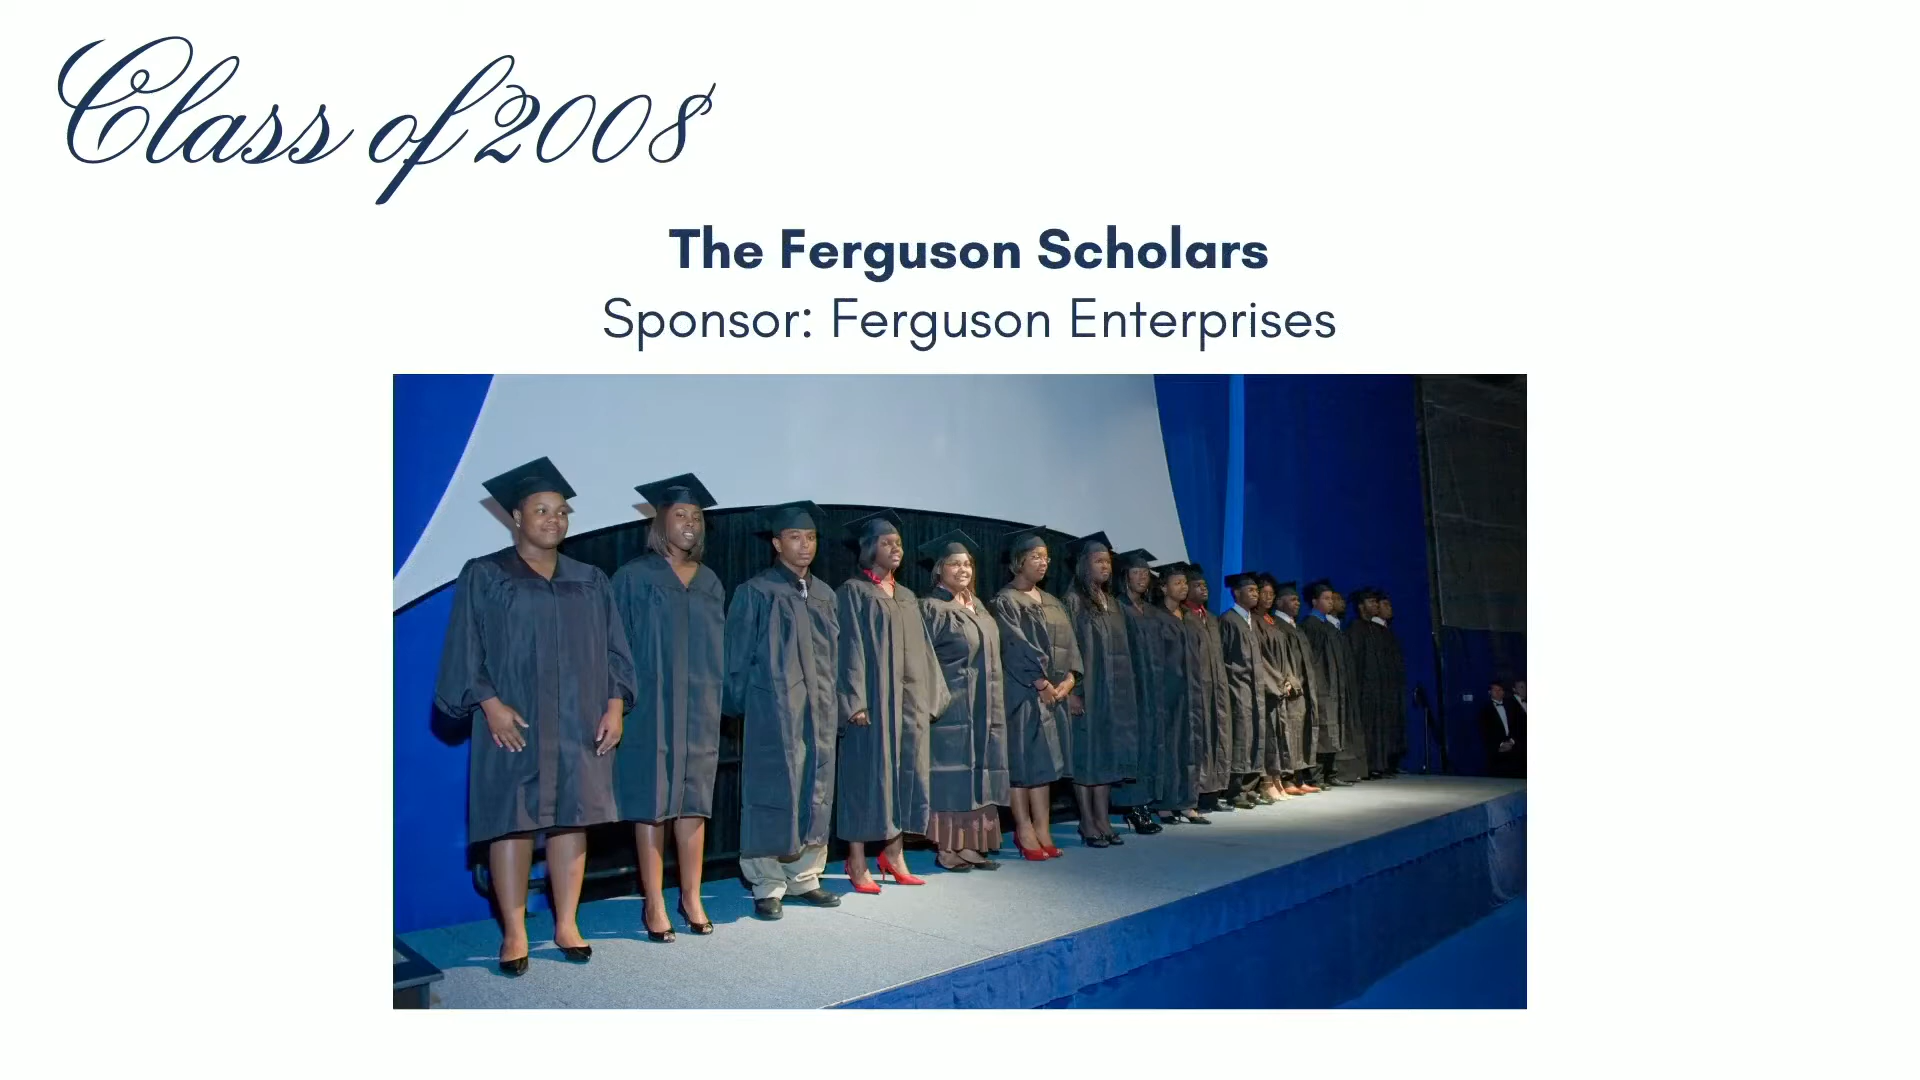 Class of 2008
The Ferguson Scholars
Sponsor: Ferguson Enterprises